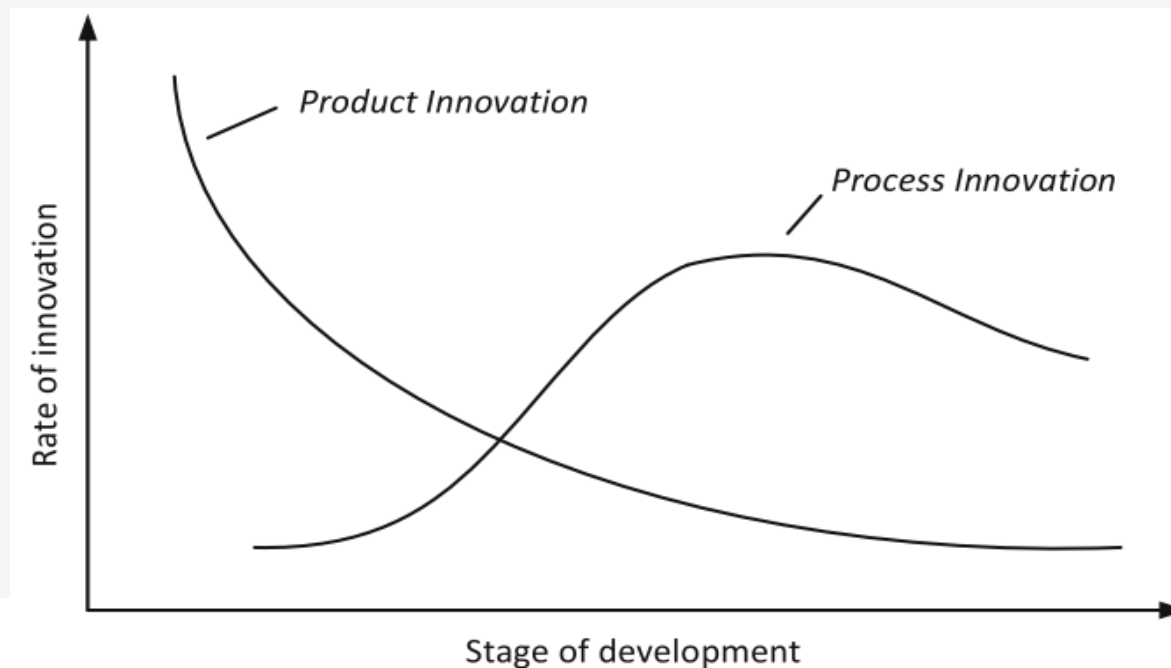 Product Innovation
Process Innovation
Rate of innovation
Stage of development